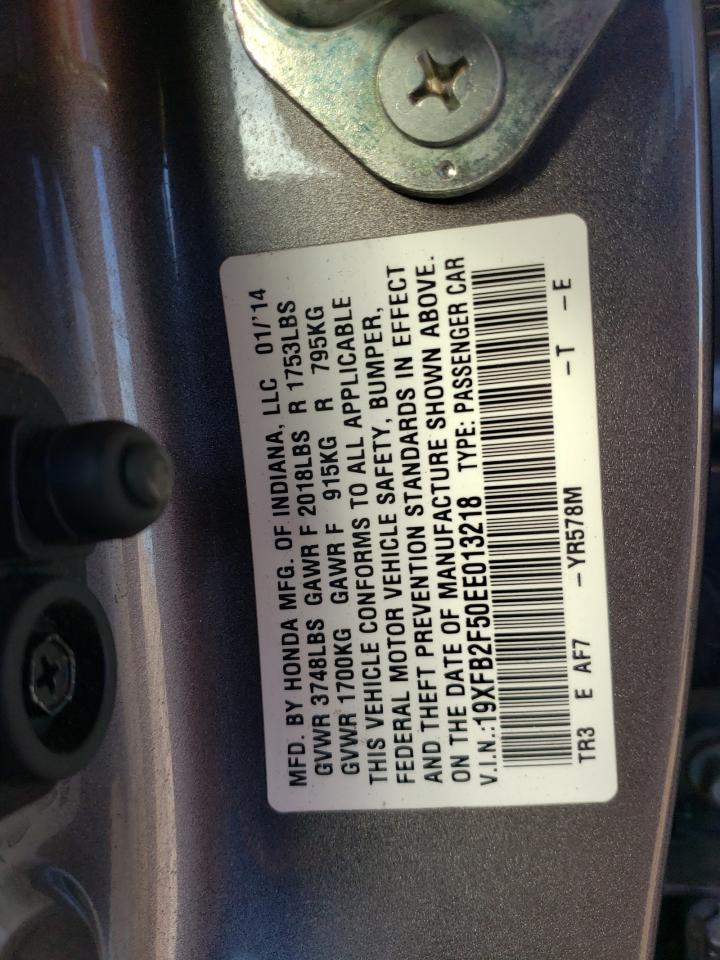 MFD. BY HONDA MFG. OF INDIANA, LLC 01/'14
GVWR 3748LBS GAWR F 2018LBS R 1753LBS
GVWR 1700KG GAWR F 915KG R 795KG
THIS VEHICLE CONFORMS TO ALL APPLICABLE
FEDERAL MOTOR VEHICLE SAFETY, BUMPER,
AND THEFT PREVENTION STANDARDS IN EFFECT
ON THE DATE OF MANUFACTURE SHOWN ABOVE.
V.I.N.:19XFB2F50EE013218 TYPE: PASSENGER CAR
TR3 E AF7 -YR578M -T -E